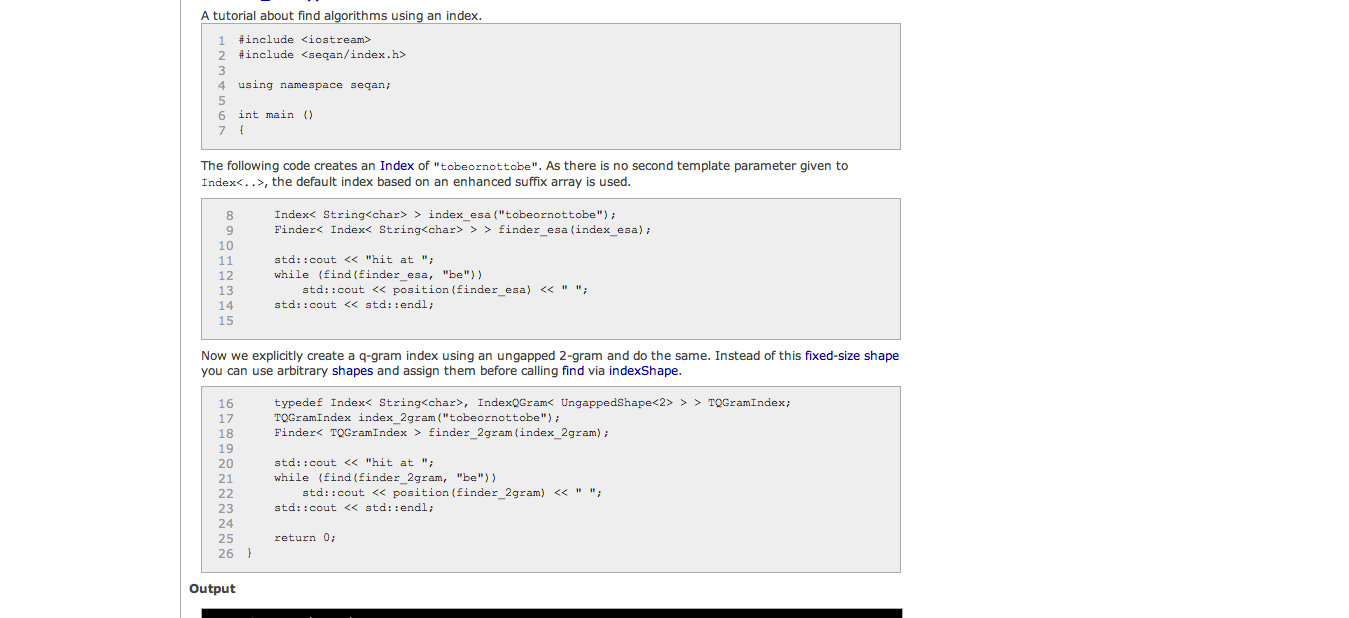 A tutorial about find algorithms using an index.
1 #include <iostream>
2 #include <seqan/index.h>
3
4 using namespace seqan;
5
6 int main ()
7 {
The following code creates an Index of "tobeornottobe". As there is no second template parameter given to
Index<..>, the default index based on an enhanced suffix array is used.
8 Index< String<char> > index_esa("tobeornottobe");
9 Finder< Index< String<char> > > finder_esa(index_esa);
10
11 std::cout << "hit at ";
12 while (find(finder_esa, "be"))
13 std::cout << position(finder_esa) << " ";
14 std::cout << std::endl;
15
Now we explicitly create a q-gram index using an ungapped 2-gram and do the same. Instead of this fixed-size shape
you can use arbitrary shapes and assign them before calling find via indexShape.
16 typedef Index< String<char>, IndexQGram< UngappedShape<2> > > TQGramIndex;
17 TQGramIndex index_2gram("tobeornottobe");
18 Finder< TQGramIndex > finder_2gram(index_2gram);
19
20 std::cout << "hit at ";
21 while (find(finder_2gram, "be"))
22 std::cout << position(finder_2gram) << " ";
23 std::cout << std::endl;
24
25 return 0;
26 }
Output